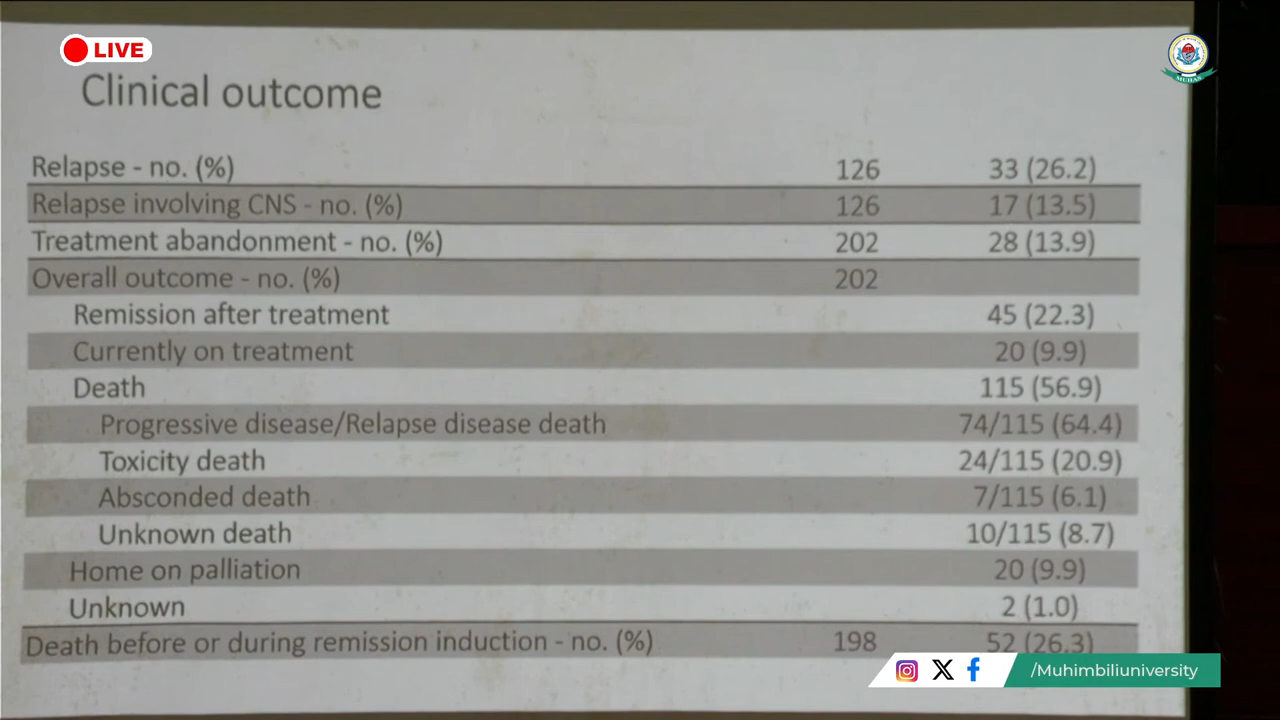 LIVE
MUHAS
Clinical outcome
Relapse - no. (%) 126 33 (26.2)
Relapse involving CNS - no. (%) 126 17 (13.5)
Treatment abandonment - no. (%) 202 28 (13.9)
Overall outcome - no. (%) 202
Remission after treatment 45 (22.3)
Currently on treatment 20 (9.9)
Death 115 (56.9)
Progressive disease/Relapse disease death 74/115 (64.4)
Toxicity death 24/115 (20.9)
Absconded death 7/115 (6.1)
Unknown death 10/115 (8.7)
Home on palliation 20 (9.9)
Unknown 2 (1.0)
Death before or during remission induction - no. (%) 198 52 (26.3)
/Muhimbiliuniversity